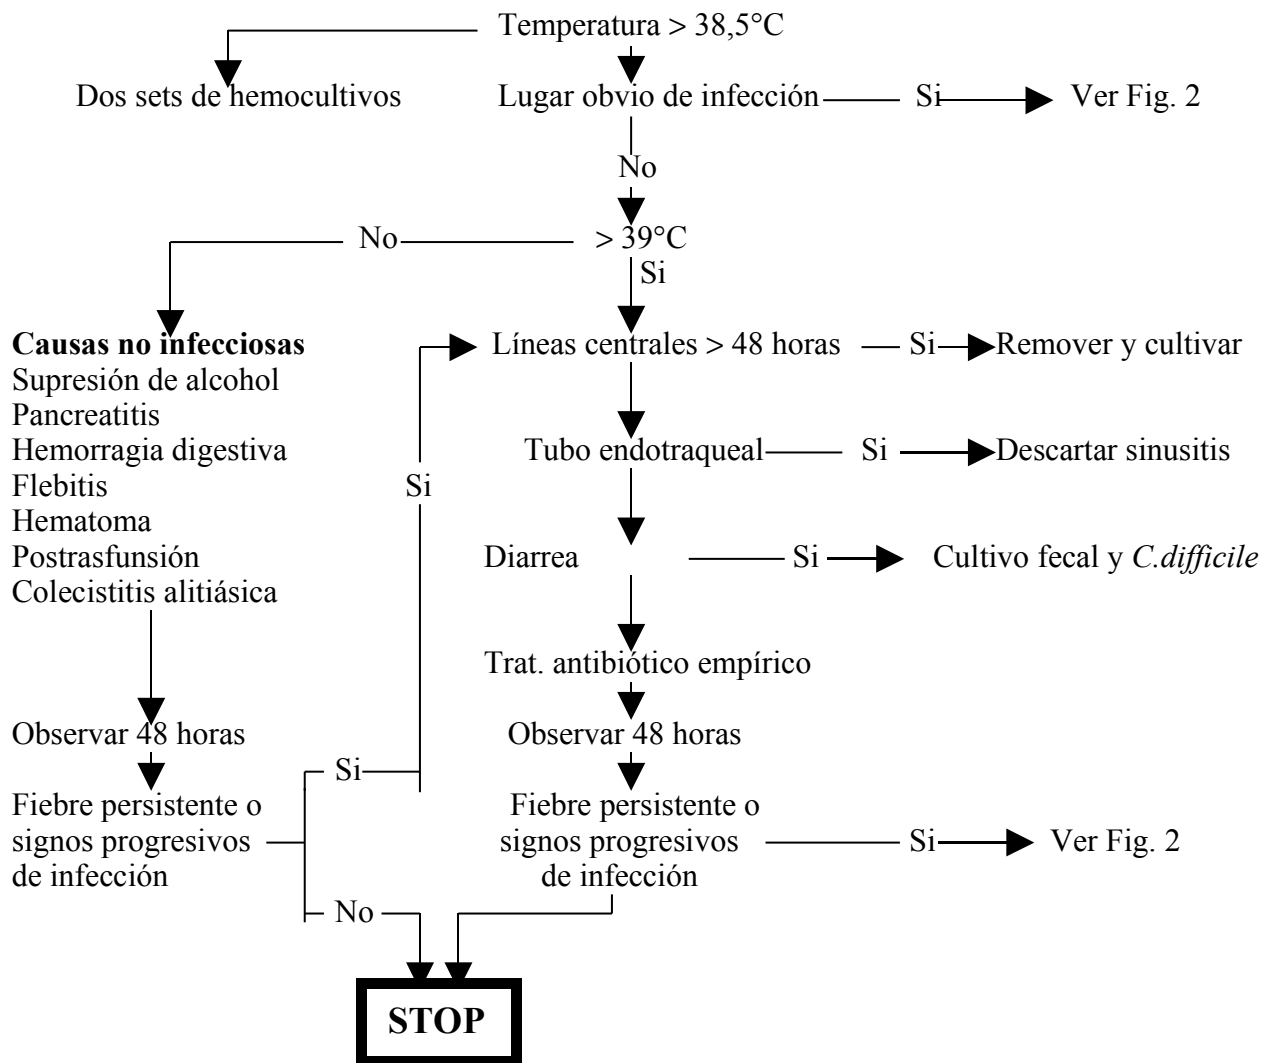 Temperatura > 38,5°C
Dos sets de hemocultivos
Lugar obvio de infección
Si
Ver Fig. 2
No
No
> 39°C
Si
Causas no infecciosas
Supresión de alcohol
Pancreatitis
Hemorragia digestiva
Flebitis
Hematoma
Postrasfunsión
Colecistitis alitiásica
Líneas centrales > 48 horas
Si
Remover y cultivar
Tubo endotraqueal
Si
Descartar sinusitis
Si
Diarrea
Si
Cultivo fecal y C.difficile
Trat. antibiótico empírico
Observar 48 horas
Observar 48 horas
Si
Fiebre persistente o
signos progresivos
de infección
Fiebre persistente o
signos progresivos
de infección
Si
Ver Fig. 2
No
STOP